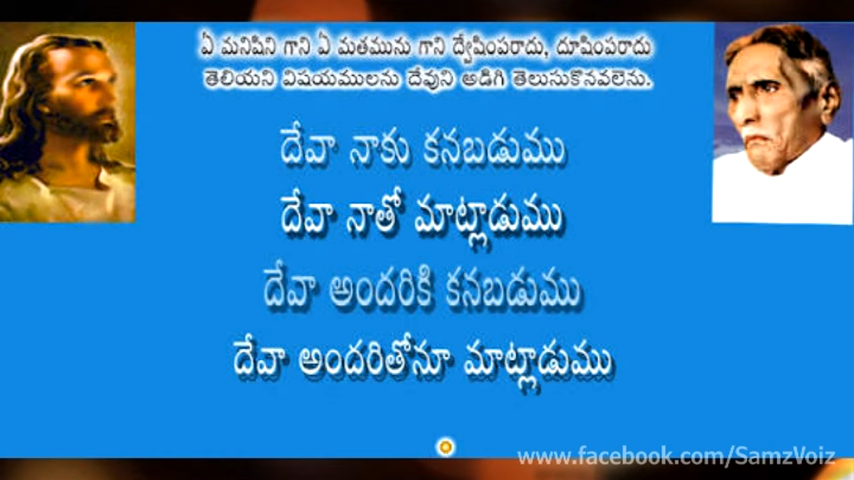 ఏ మనిషిని గాని ఏ మతమును గాని ద్వేషింపరాదు, దూషింపరాదు
తెలియని విషయములను దేవుని అడిగి తెలుసుకొనవలెను.
దేవా నాకు కనబడుము
దేవా నాతో మాట్లాడుము
దేవా అందరికి కనబడుము
దేవా అందరితోనూ మాట్లాడుము
www.facebook.com/SamzVoiz